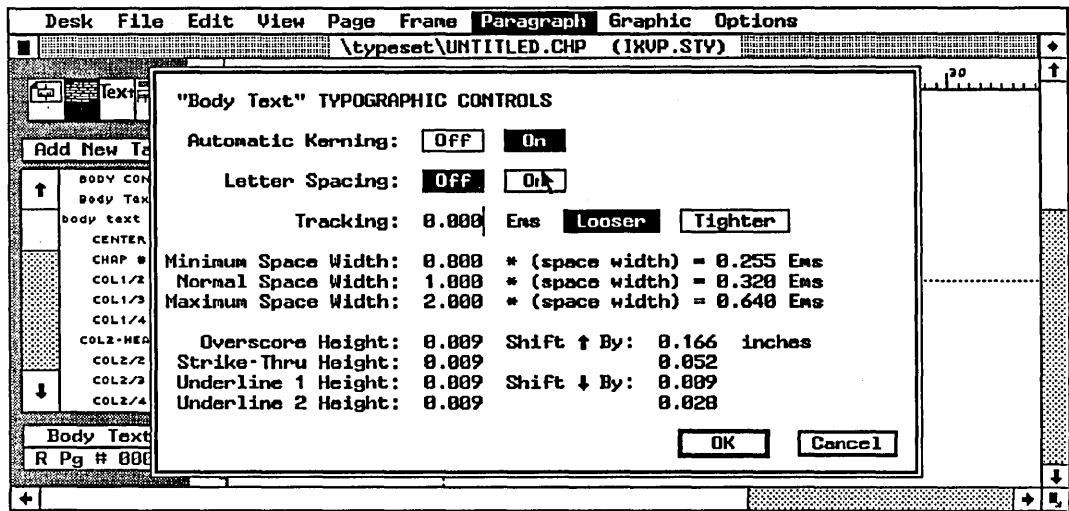 Desk File Edit View Page Frame Paragraph Graphic Options
\typeset\UNTITLED.CHP (IXVP.STY)
Text
30
"Body Text" TYPOGRAPHIC CONTROLS
Automatic Kerning: Off On
Add New Ta
Letter Spacing: Off On
BODY CON
Body Tex
body text
CENTER
CHAP #
COL1/2
COL1/3
COL1/4
COL2-HEA
COL2/2
COL2/3
COL2/4
Tracking: 0.000 Ems Looser Tighter
Minimum Space Width: 0.800 * (space width) = 0.255 Ems
Normal Space Width: 1.000 * (space width) = 0.320 Ems
Maximum Space Width: 2.000 * (space width) = 0.640 Ems
Overscore Height: 0.009 Shift ↑ By: 0.166 inches
Strike-Thru Height: 0.009 0.052
Underline 1 Height: 0.009 Shift ↓ By: 0.009
Underline 2 Height: 0.009 0.028
Body Text
R Pg # 000
OK Cancel